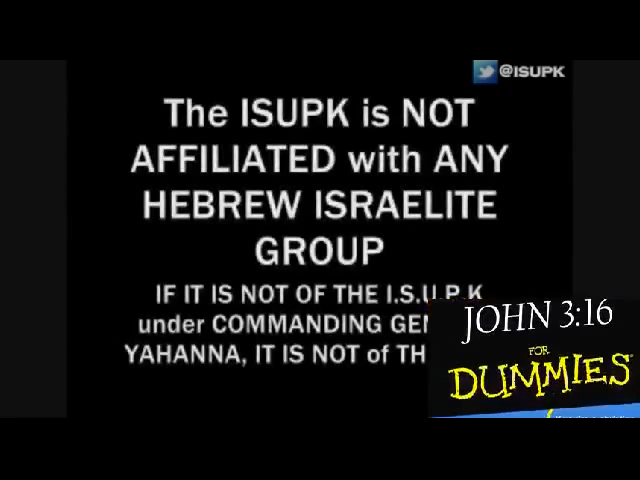 @ISUPK
The ISUPK is NOT
AFFILIATED with ANY
HEBREW ISRAELITE
GROUP
IF IT IS NOT OF THE I.S.U.P.K
under COMMANDING
YAHANNA, IT IS NOT of
JOHN 3:16
FOR
DUMMIES